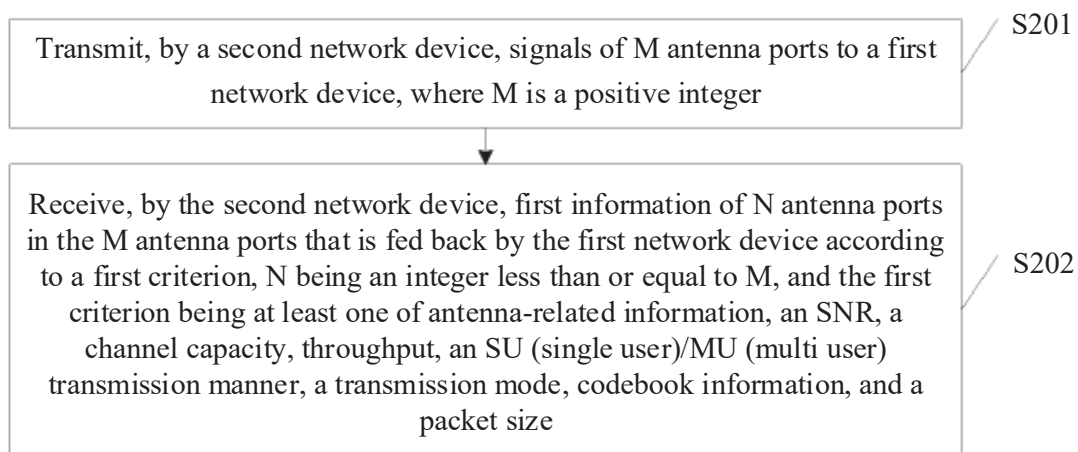 S201
Transmit, by a second network device, signals of M antenna ports to a first
network device, where M is a positive integer
Receive, by the second network device, first information of N antenna ports
in the M antenna ports that is fed back by the first network device according
to a first criterion, N being an integer less than or equal to M, and the first
criterion being at least one of antenna-related information, an SNR, a
channel capacity, throughput, an SU (single user)/MU (multi user)
transmission manner, a transmission mode, codebook information, and a
packet size
S202